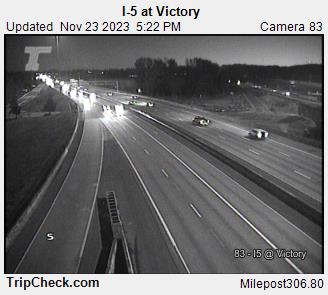 I-5 at Victory
Updated Nov 23 2023 5:22 PM Camera 83
T
S
83 - I5 @ Victory
TripCheck.com Milepost306.80